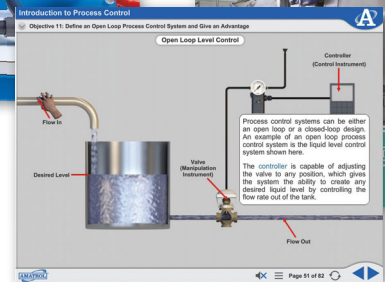 Introduction to Process Control
Objective 11: Define an Open Loop Process Control System and Give an Advantage
Open Loop Level Control
Controller
(Control Instrument)
Flow In
Process control systems can be either
an open loop or a closed-loop design.
An example of an open loop process
control system is the liquid level control
system shown here.
The controller is capable of adjusting
the valve to any position, which gives
the system the ability to create any
desired liquid level by controlling the
flow rate out of the tank.
Desired Level
Valve
(Manipulation
Instrument)
Flow Out
AMATROL
Page 51 of 82